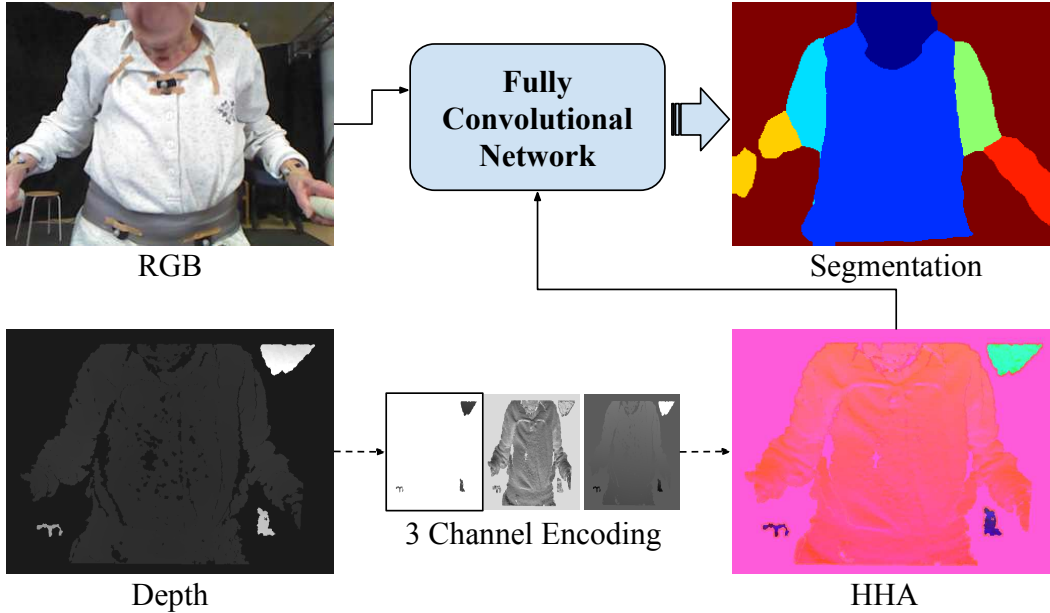 Fully
Convolutional
Network
RGB
Segmentation
3 Channel Encoding
Depth
HHA